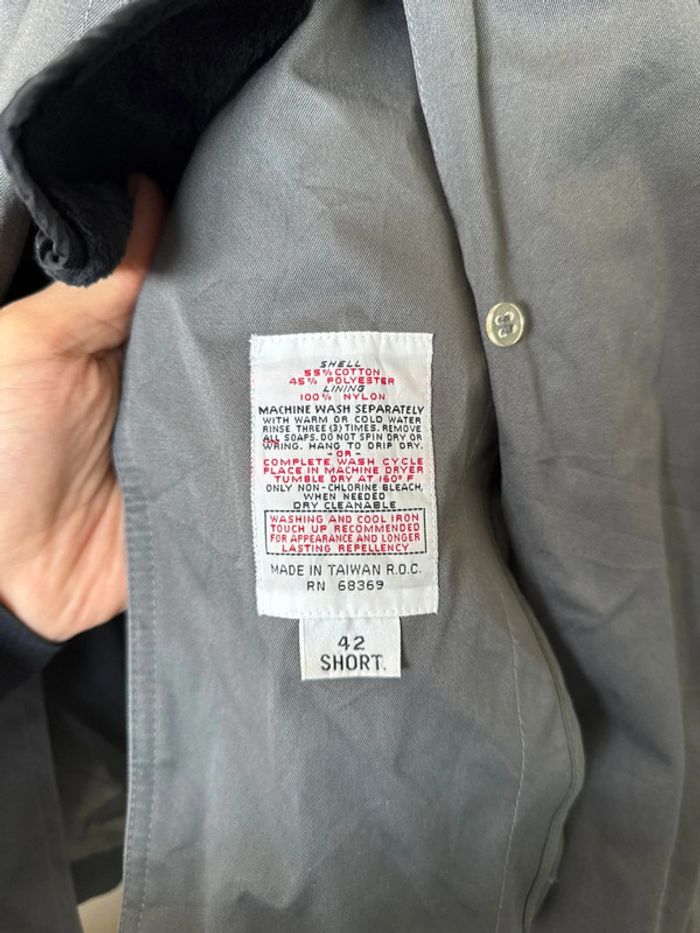 SHELL
55% COTTON
45% POLYESTER
LINING
100% NYLON
MACHINE WASH SEPARATELY
WITH WARM OR COLD WATER
RINSE THREE (3) TIMES. REMOVE
ALL SOAPS. DO NOT SPIN DRY OR
WRING. HANG TO DRIP DRY.
-OR-
COMPLETE WASH CYCLE
PLACE IN MACHINE DRYER
TUMBLE DRY AT 160° F
ONLY NON-CHLORINE BLEACH,
WHEN NEEDED
DRY CLEANABLE
WASHING AND COOL IRON
TOUCH UP RECOMMENDED
FOR APPEARANCE AND LONGER
LASTING REPELLENCY
MADE IN TAIWAN R.O.C.
RN 68369
42
SHORT.